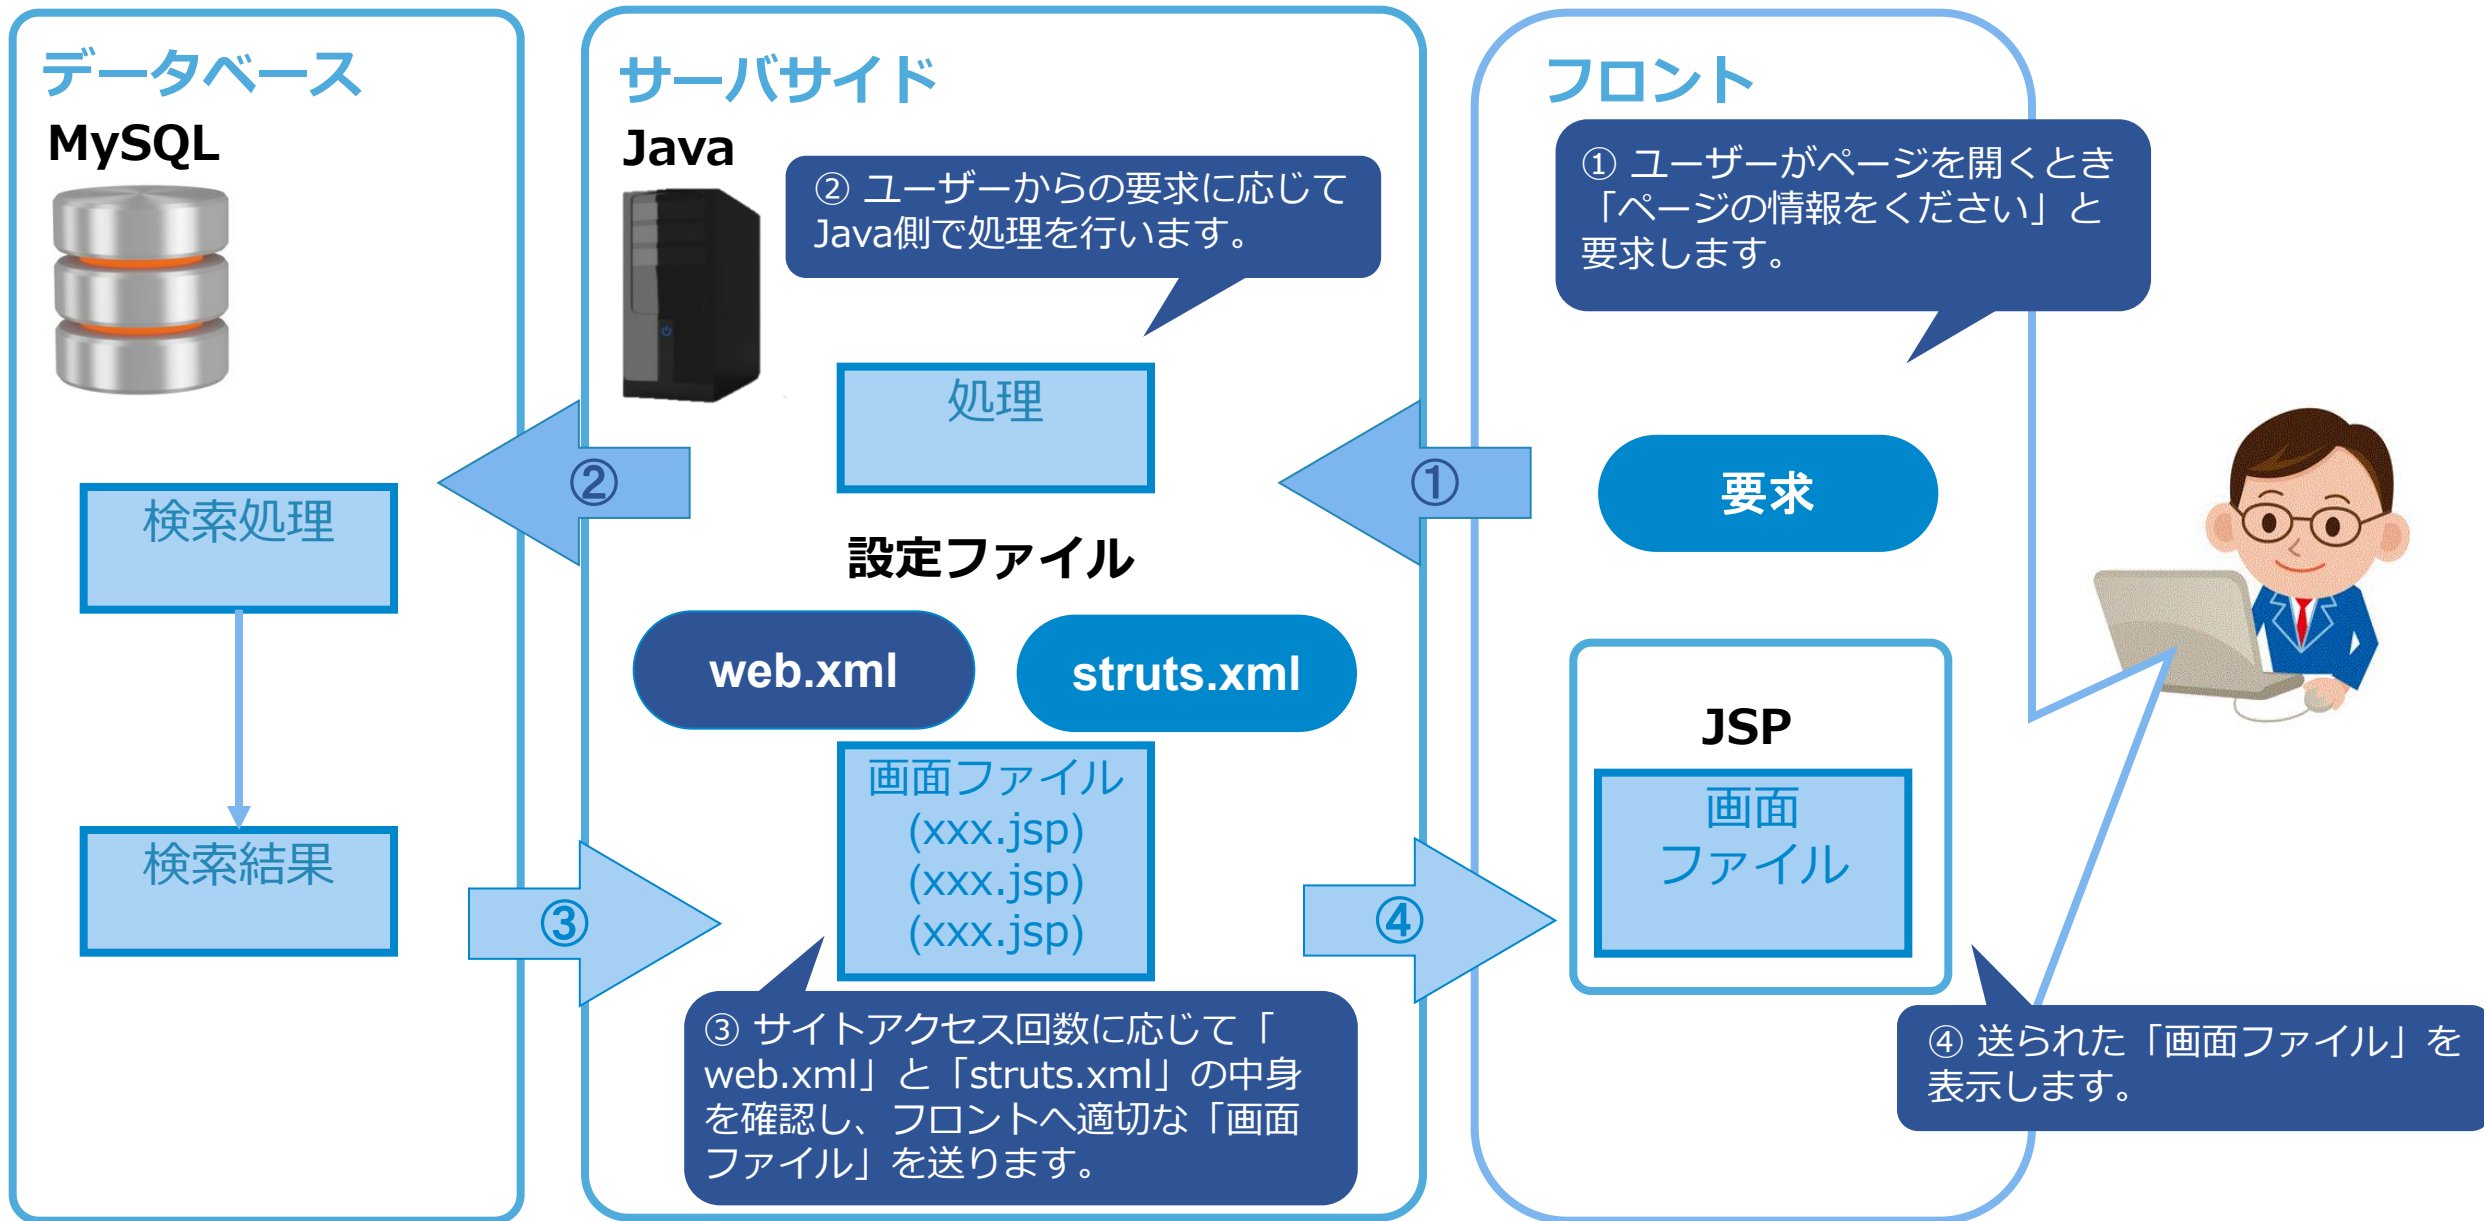 データベース
MySQL
②
検索処理
検索結果
③
サーバサイド
Java
② ユーザーからの要求に応じて
Java側で処理を行います。
処理
①
設定ファイル
web.xml
struts.xml
画面ファイル
(xxx.jsp)
(xxx.jsp)
(xxx.jsp)
④
③ サイトアクセス回数に応じて「
web.xml」と「struts.xml」の中身
を確認し、フロントへ適切な「画面
ファイル」を送ります。
フロント
① ユーザーがページを開くとき
「ページの情報をください」と
要求します。
要求
JSP
画面
ファイル
④ 送られた「画面ファイル」を
表示します。